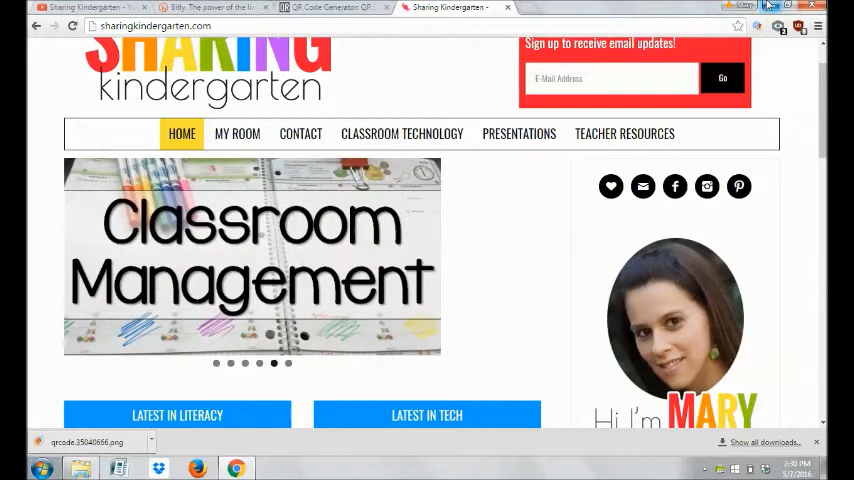 Sharing Kindergarten - Y
Bitly. The power of the li
QR Code Generator: QR
Sharing Kindergarten -
Mary
sharingkindergarten.com
SHARING
kindergarten
Sign up to receive email updates!
E-Mail Address
Go
HOME
MY ROOM
CONTACT
CLASSROOM TECHNOLOGY
PRESENTATIONS
TEACHER RESOURCES
Classroom
Management
Hi I'm MARY
LATEST IN LITERACY
LATEST IN TECH
qrcode.35040666.png
Show all downloads...
2:30 PM
5/7/2016